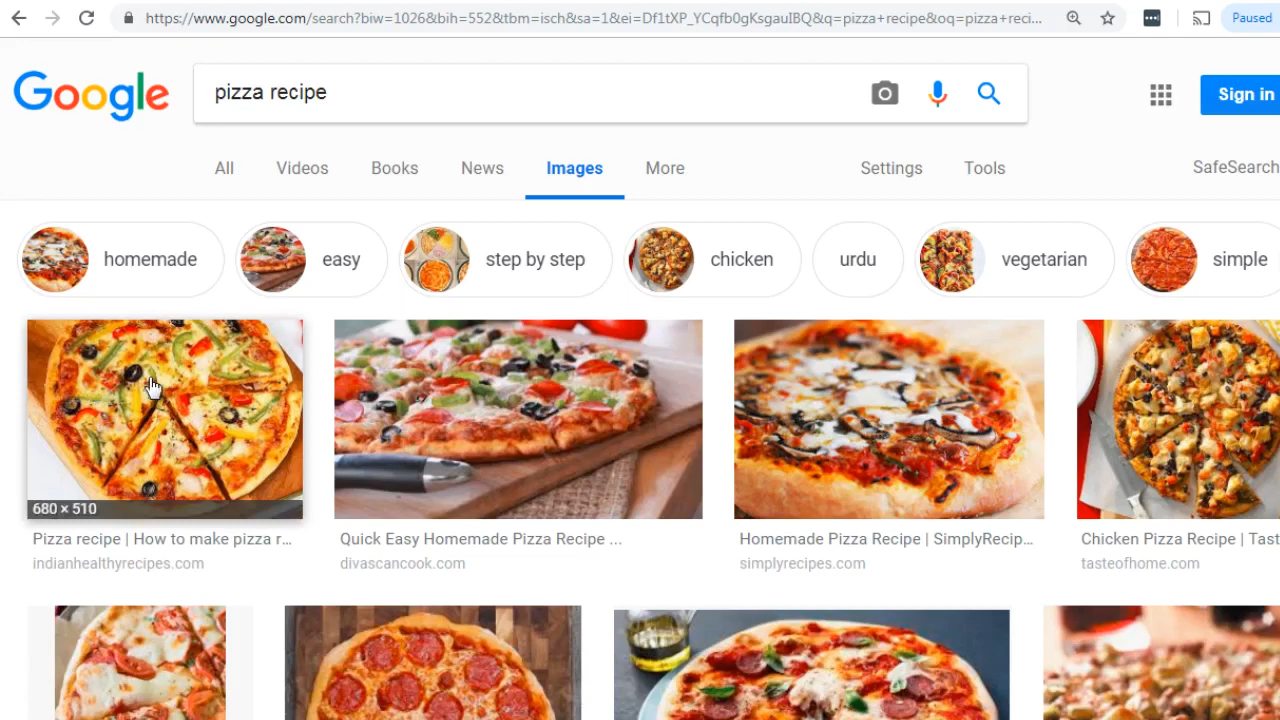 https://www.google.com/search?biw=1026&bih=552&tbm=isch&sa=1&ei=Df1tXP_YCqfb0gKsgauIBQ&q=pizza+recipe&oq=pizza+reci...
Paused
Google
pizza recipe
Sign in
All Videos Books News Images More Settings Tools SafeSearch
homemade easy step by step chicken urdu vegetarian simple
680 × 510
Pizza recipe | How to make pizza r... Quick Easy Homemade Pizza Recipe ... Homemade Pizza Recipe | SimplyRecip... Chicken Pizza Recipe | Tast
indianhealthyrecipes.com divascancook.com simplyrecipes.com tasteofhome.com